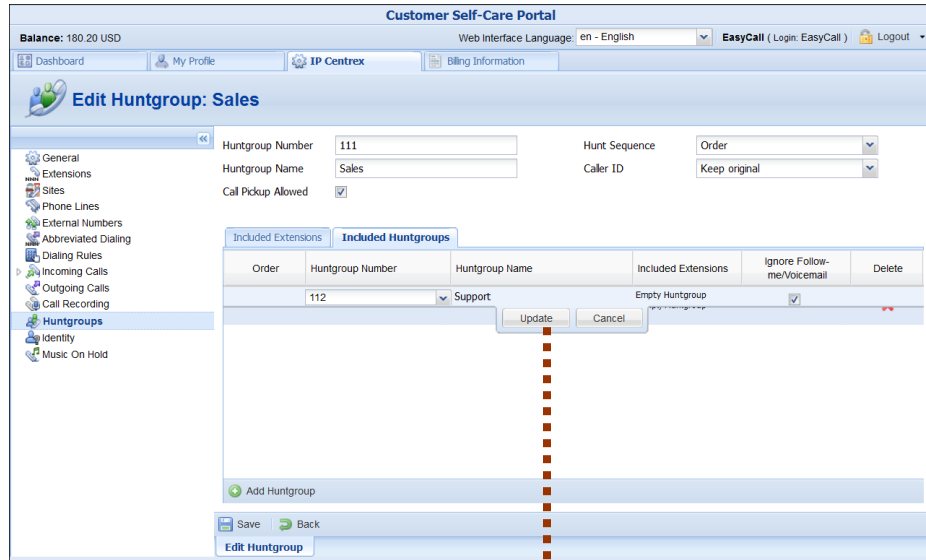 Customer Self-Care Portal
Balance: 180.20 USD Web Interface Language: en - English EasyCall ( Login: EasyCall ) Logout
Dashboard My Profile IP Centrex Billing Information
Edit Huntgroup: Sales
General
Extensions
Sites
Phone Lines
External Numbers
Abbreviated Dialing
Dialing Rules
Incoming Calls
Outgoing Calls
Call Recording
Huntgroups
Identity
Music On Hold
Huntgroup Number 111 Hunt Sequence Order
Huntgroup Name Sales Caller ID Keep original
Call Pickup Allowed
Included Extensions Included Huntgroups
Order Huntgroup Number Huntgroup Name Included Extensions Ignore Follow-me/Voicemail Delete
112 Support Empty Huntgroup
Update Cancel
Add Huntgroup
Save Back
Edit Huntgroup